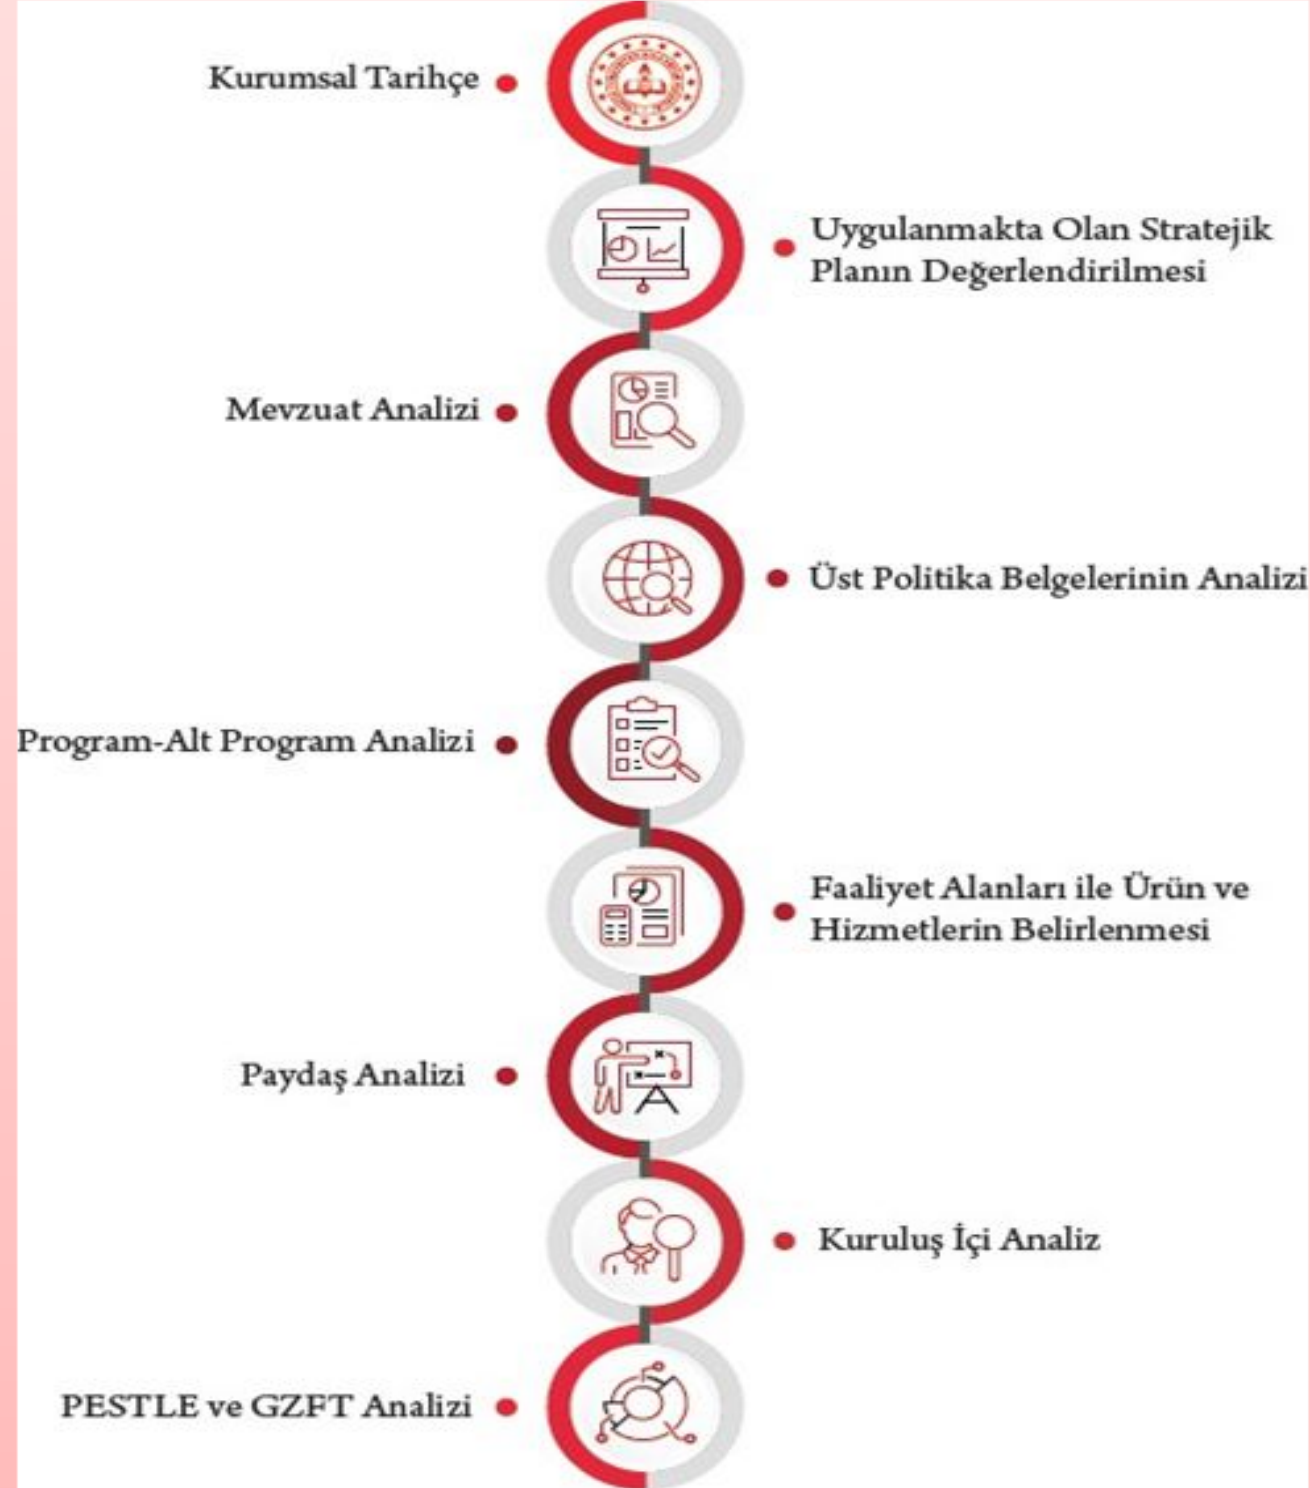 Kurumsal Tarihçe
Uygulanmakta Olan Stratejik
Planın Değerlendirilmesi
Mevzuat Analizi
Üst Politika Belgelerinin Analizi
Program-Alt Program Analizi
Faaliyet Alanları ile Ürün ve
Hizmetlerin Belirlenmesi
Paydaş Analizi
Kuruluş İçi Analiz
PESTLE ve GZFT Analizi